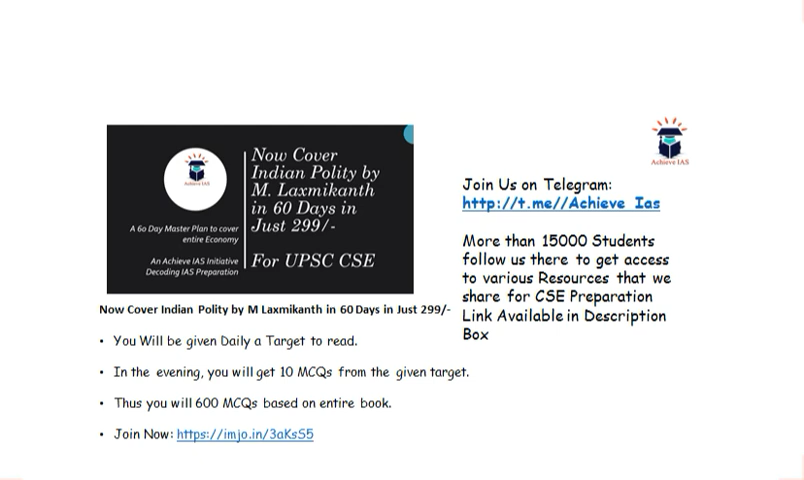 Achieve IAS
A 60 Day Master Plan to cover
entire Economy
An Achieve IAS Initiative
Decoding IAS Preparation
Now Cover
Indian Polity by
M. Laxmikanth
in 60 Days in
Just 299/-
For UPSC CSE
Now Cover Indian Polity by M Laxmikanth in 60 Days in Just 299/-
• You Will be given Daily a Target to read.
• In the evening, you will get 10 MCQs from the given target.
• Thus you will 600 MCQs based on entire book.
• Join Now: https://imjo.in/3aKsS5
Achieve IAS
Join Us on Telegram:
http://t.me//Achieve_Ias
More than 15000 Students
follow us there to get access
to various Resources that we
share for CSE Preparation
Link Available in Description
Box